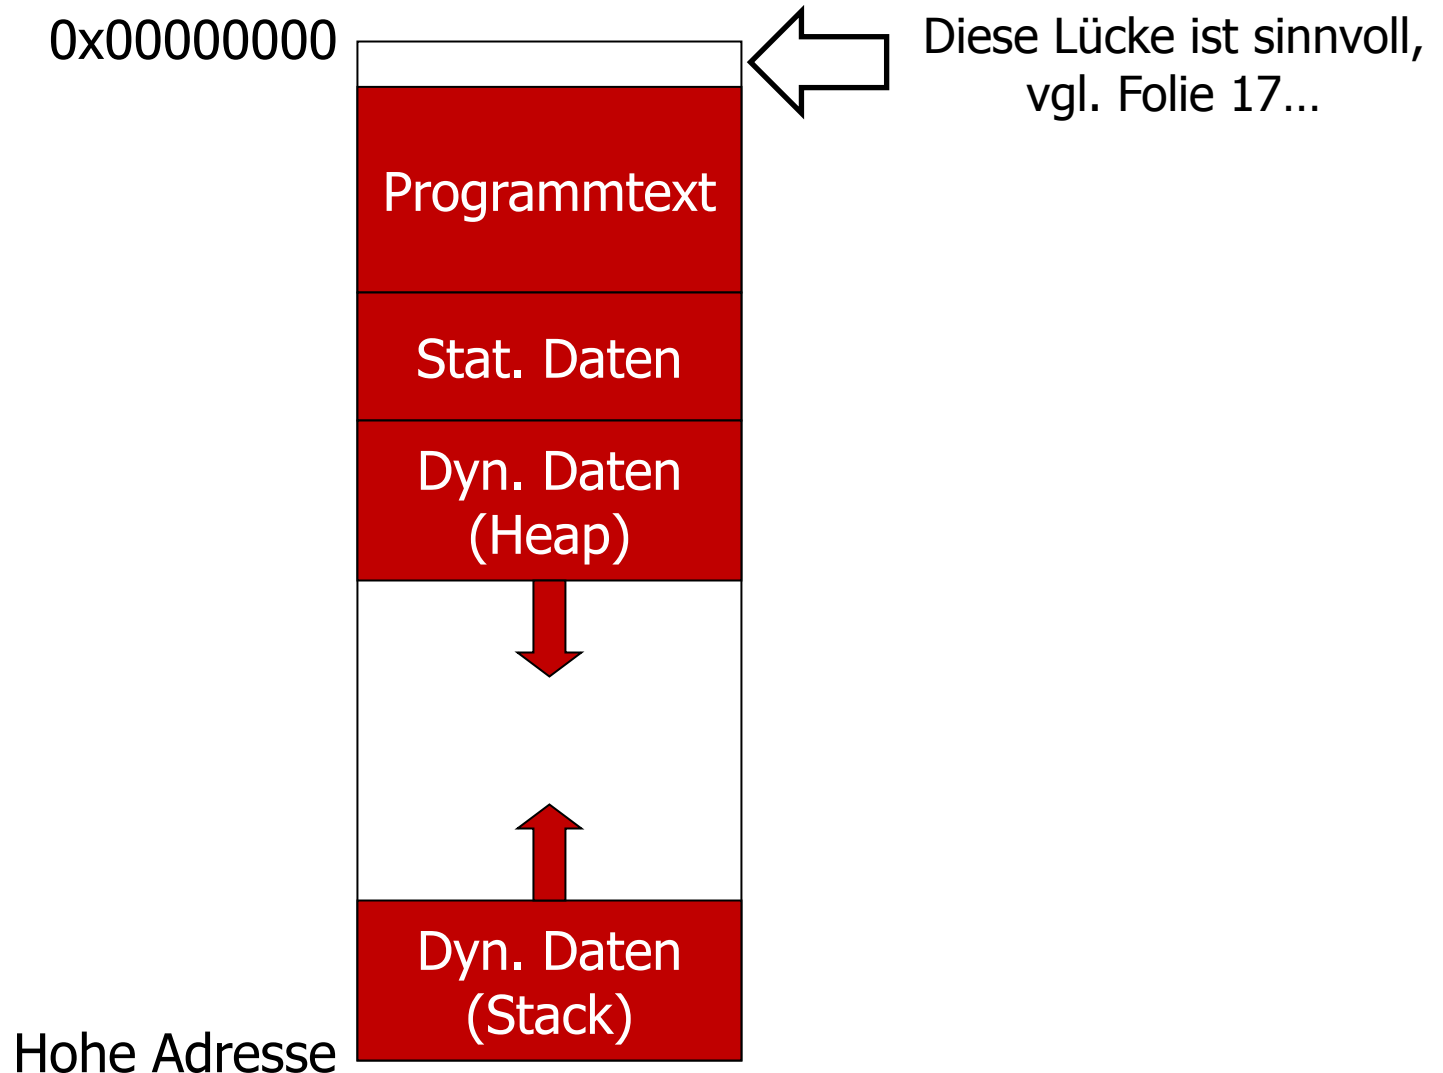 0x00000000
Diese Lücke ist sinnvoll,
vgl. Folie 17...
Programmtext
Stat. Daten
Dyn. Daten
(Heap)
Dyn. Daten
(Stack)
Hohe Adresse